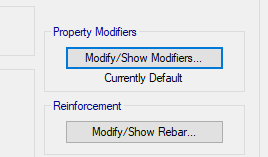 Property Modifiers
Modify/Show Modifiers...
Currently Default
Reinforcement
Modify/Show Rebar...